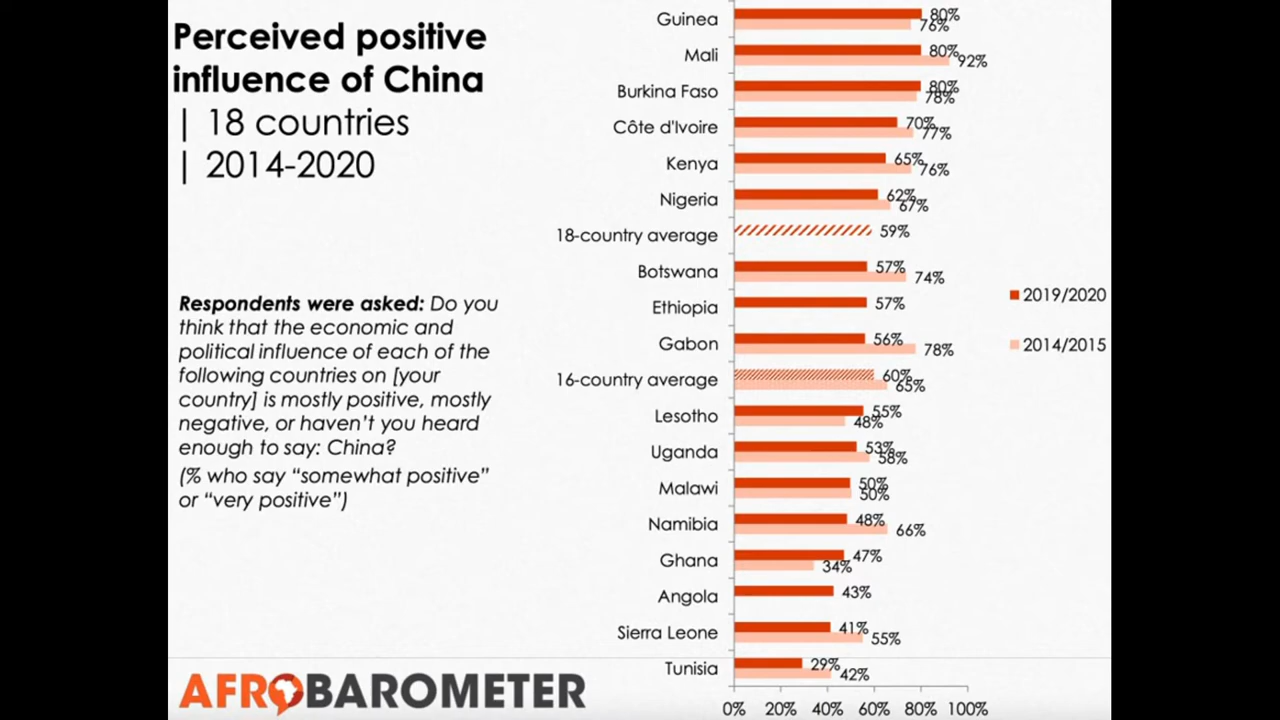 Perceived positive
influence of China
| 18 countries
| 2014-2020
Respondents were asked: Do you
think that the economic and
political influence of each of the
following countries on [your
country] is mostly positive, mostly
negative, or haven't you heard
enough to say: China?
(% who say “somewhat positive”
or “very positive”)
AFROBAROMETER
Guinea 80% 76%
Mali 80% 92%
Burkina Faso 80% 78%
Côte d'Ivoire 70% 77%
Kenya 65% 76%
Nigeria 62% 67%
18-country average 59%
Botswana 57% 74%
Ethiopia 57%
Gabon 56% 78%
16-country average 60% 65%
Lesotho 55% 48%
Uganda 53% 58%
Malawi 50% 50%
Namibia 48% 66%
Ghana 47% 34%
Angola 43%
Sierra Leone 41% 55%
Tunisia 29% 42%
0% 20% 40% 60% 80% 100%
2019/2020
2014/2015